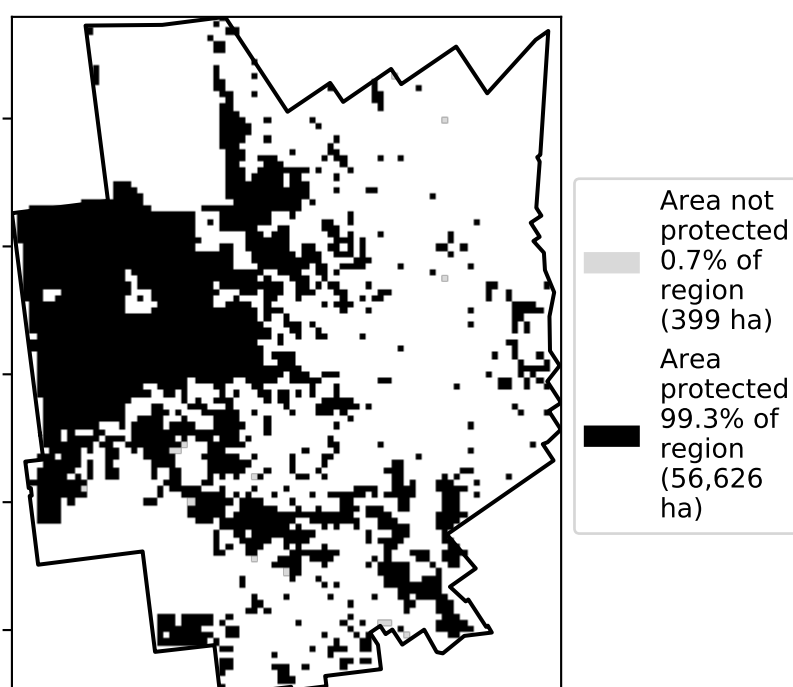 Area not
protected
0.7% of
region
(399 ha)
Area
protected
99.3% of
region
(56,626
ha)